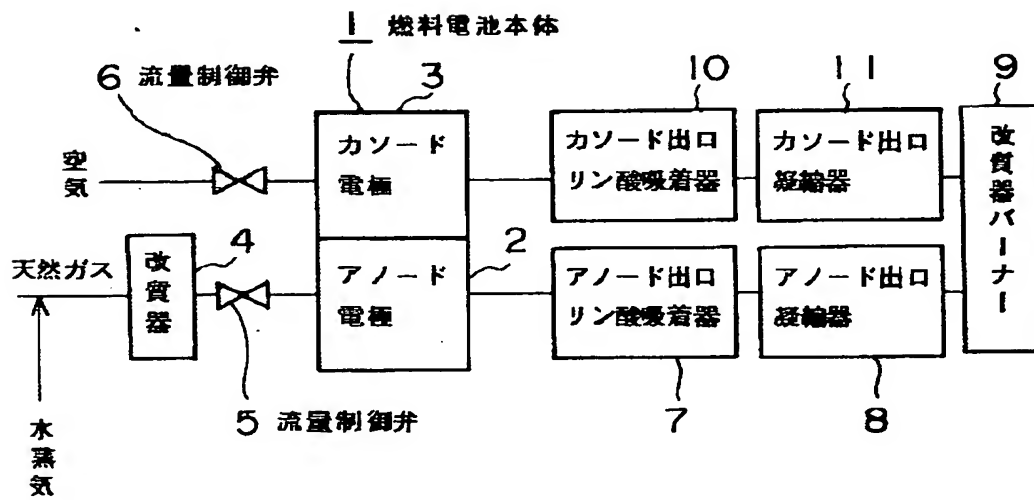 1 燃料電池本体
6 流量制御弁
3
10
11
9
空気
カソード
電極
カソード出口
リン酸吸着器
カソード出口
凝縮器
改質器バーナー
天然ガス
改質器
4
アノード
電極
2
アノード出口
リン酸吸着器
アノード出口
凝縮器
5 流量制御弁
7
8
水蒸気